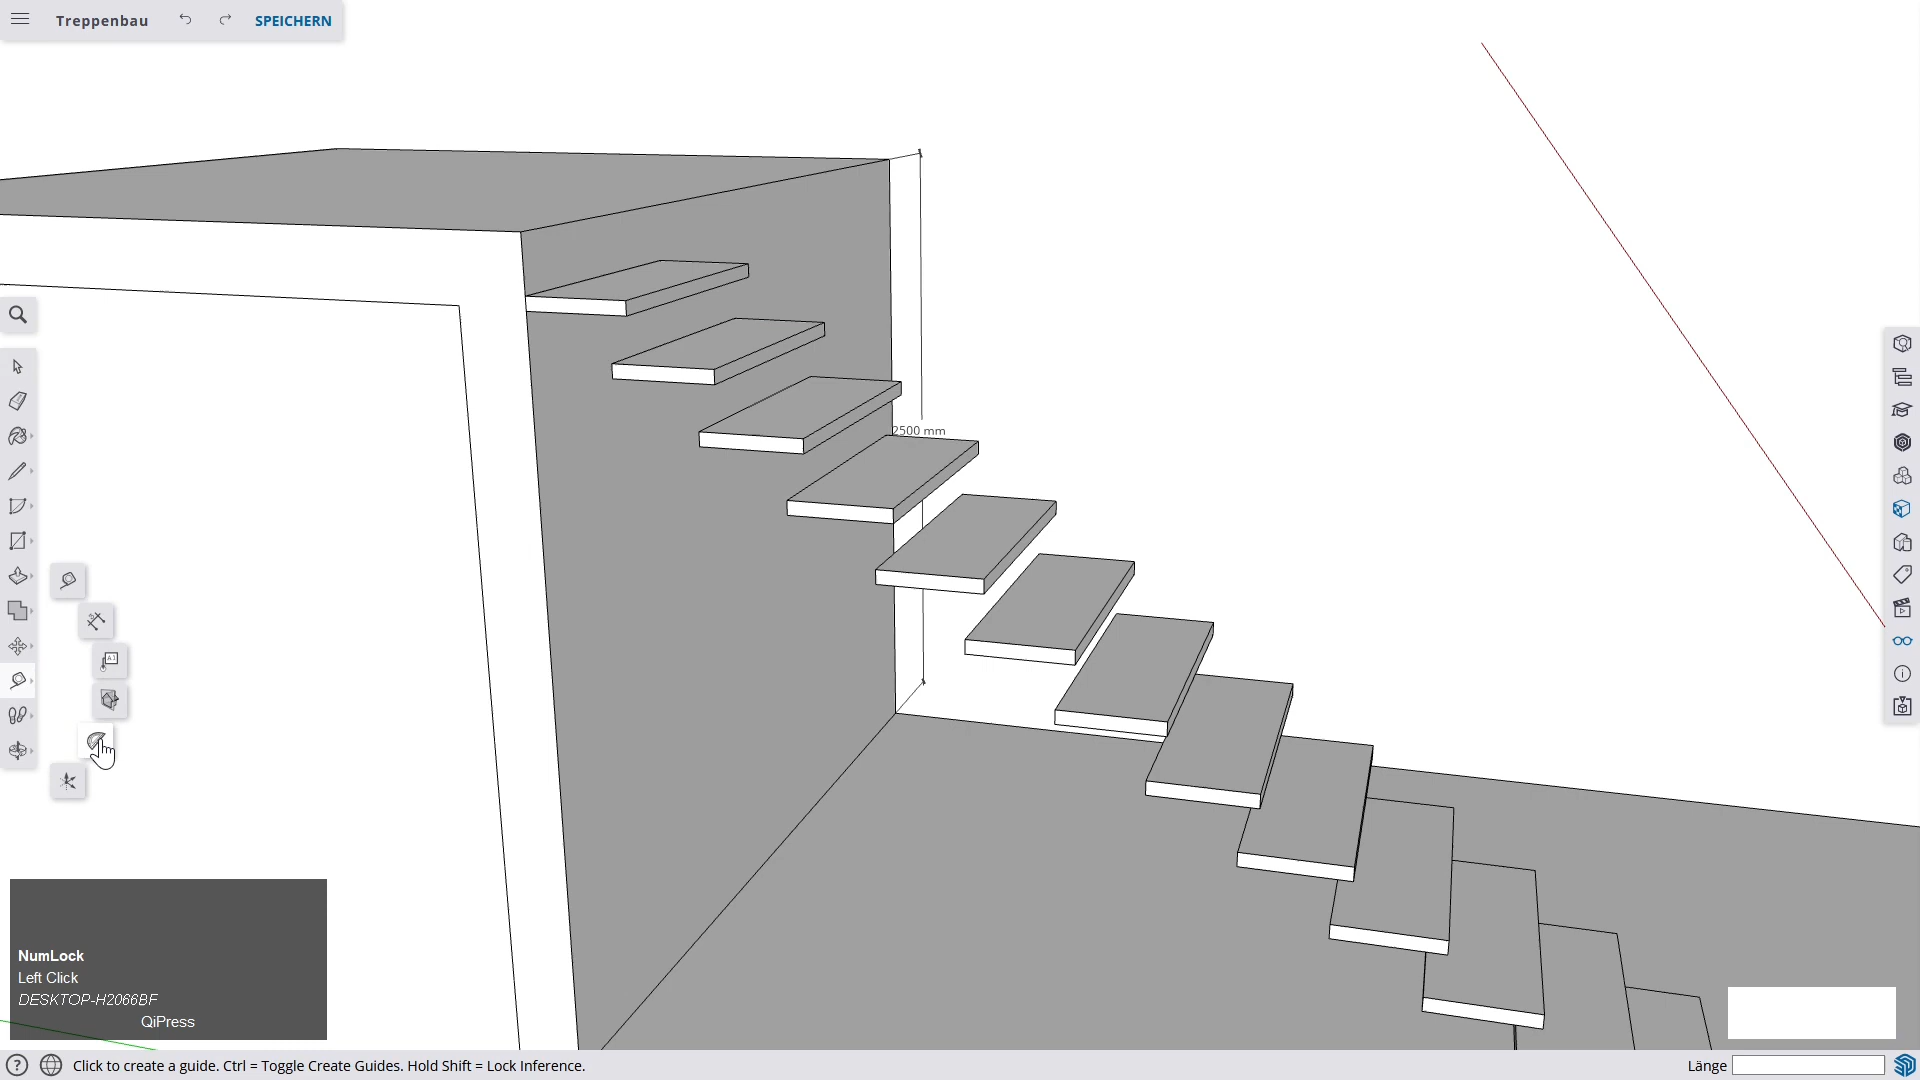 Treppenbau
SPEICHERN
2500 mm
NumLock
Left Click
DESKTOP-H2066BF
QiPress
Click to create a guide. Ctrl = Toggle Create Guides. Hold Shift = Lock Inference.
Länge